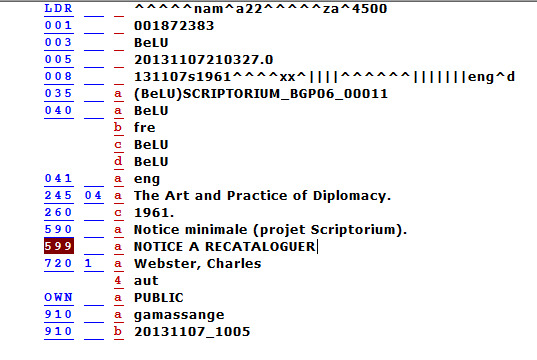 LDR _ ^^^^^nam^a22^^^^^za^4500
001 _ 001872383
003 _ BeLU
005 _ 20131107210327.0
008 _ 131107s1961^^^^xx^||||^^^^^^|||||||eng^d
035 a (BeLU)SCRIPTORIUM_BGP06_00011
040 a BeLU
b fre
c BeLU
d BeLU
041 a eng
245 04 a The Art and Practice of Diplomacy.
260 c 1961.
590 a Notice minimale (projet Scriptorium).
599 a NOTICE A RECATALOGUER
720 1 a Webster, Charles
4 aut
OWN a PUBLIC
910 a gamassange
910 b 20131107_1005